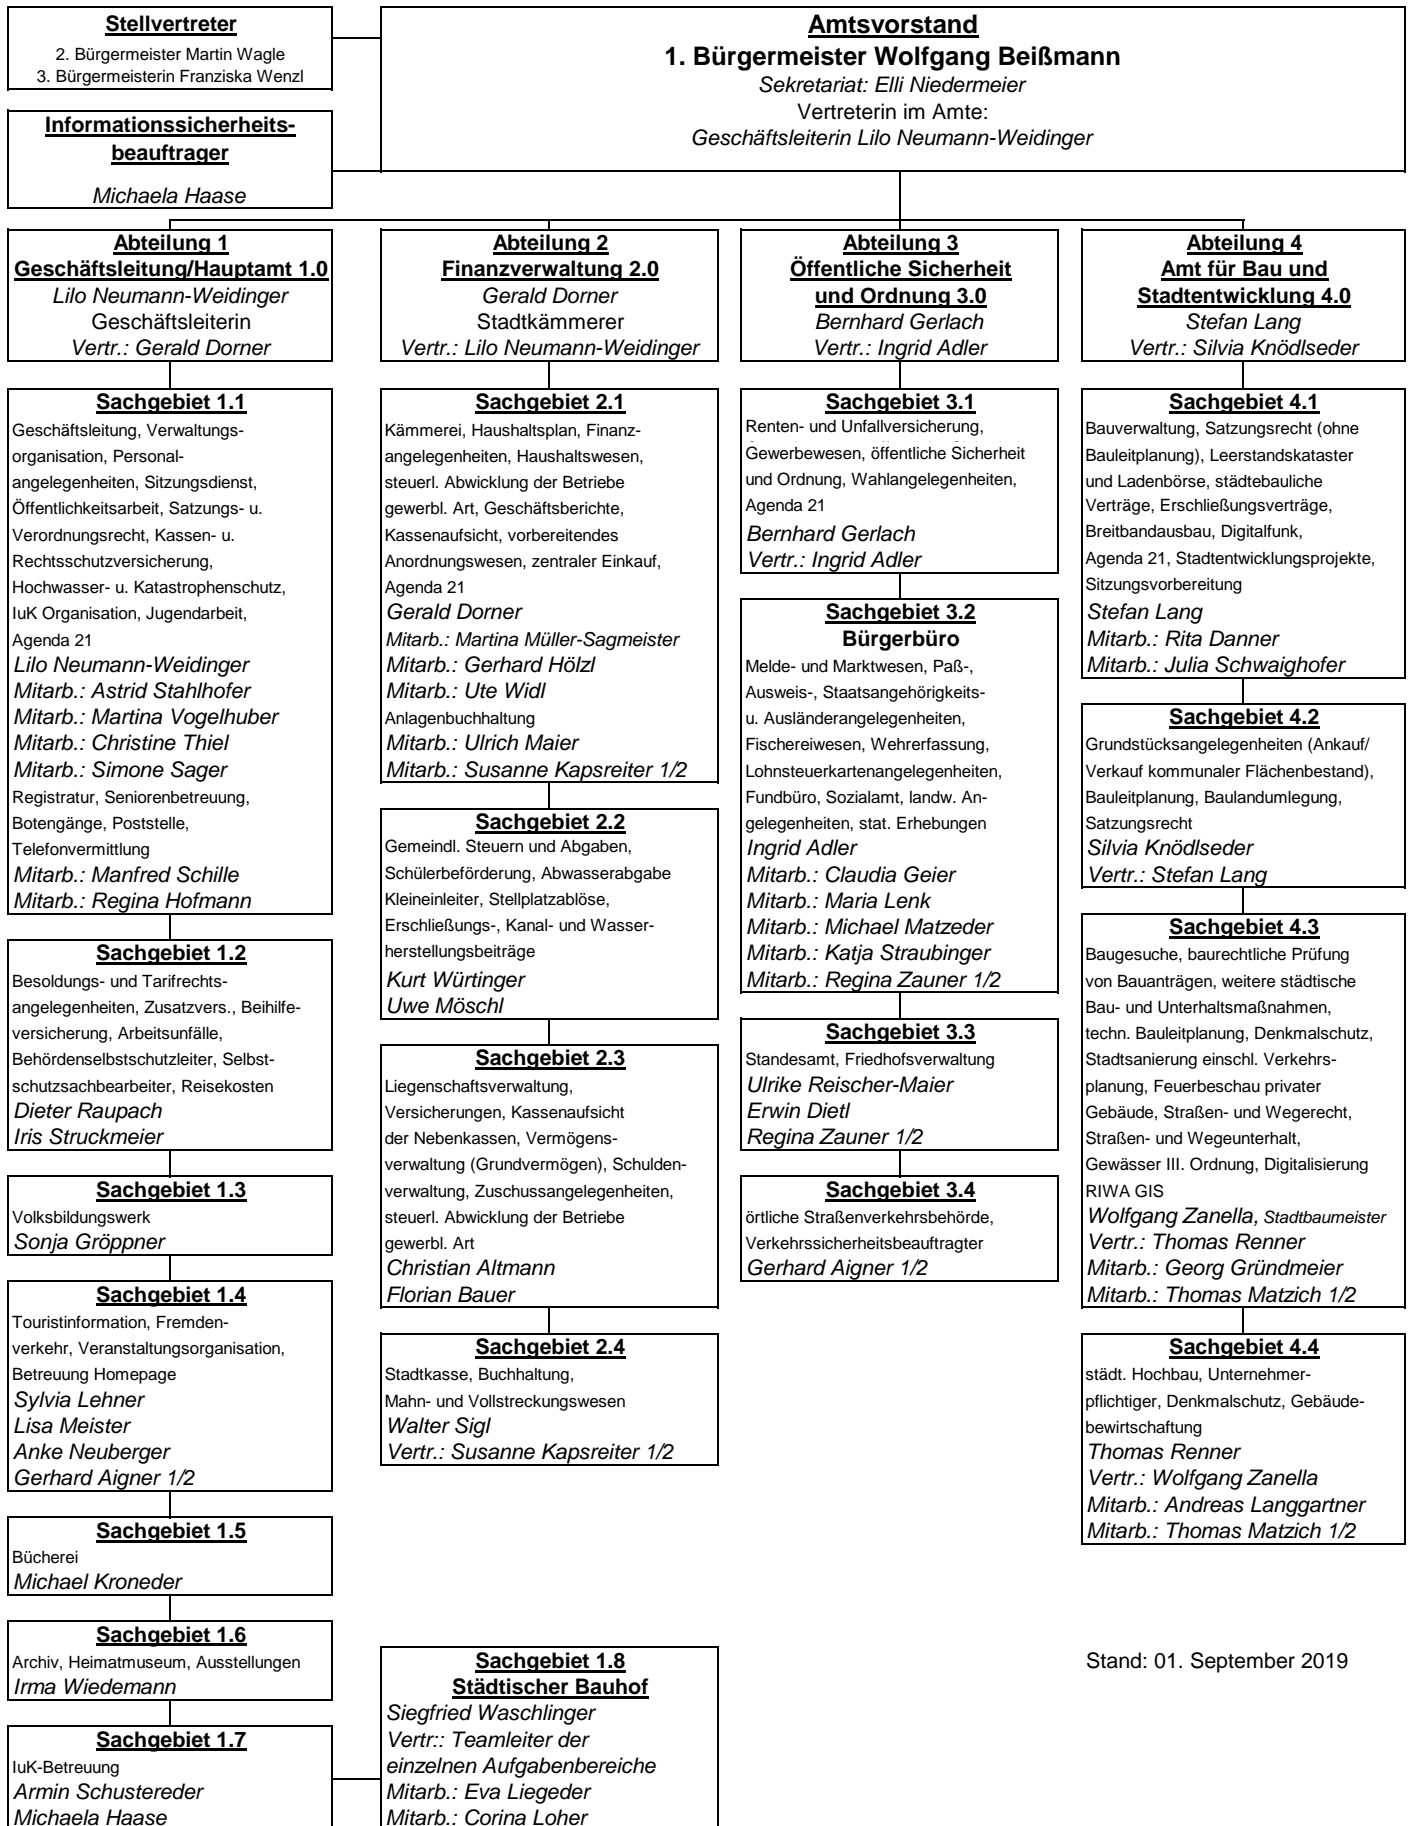 Stellvertreter
2. Bürgermeister Martin Wagle
3. Bürgermeisterin Franziska Wenzl
Amtsvorstand
1. Bürgermeister Wolfgang Beißmann
Sekretariat: Elli Niedermeier
Vertreterin im Amte:
Geschäftsleiterin Lilo Neumann-Weidinger
Informationssicherheits-
beauftrager
Michaela Haase
Abteilung 1
Geschäftsleitung/Hauptamt 1.0
Lilo Neumann-Weidinger
Geschäftsleiterin
Vertr.: Gerald Dorner
Abteilung 2
Finanzverwaltung 2.0
Gerald Dorner
Stadtkämmerer
Vertr.: Lilo Neumann-Weidinger
Abteilung 3
Öffentliche Sicherheit
und Ordnung 3.0
Bernhard Gerlach
Vertr.: Ingrid Adler
Abteilung 4
Amt für Bau und
Stadtentwicklung 4.0
Stefan Lang
Vertr.: Silvia Knödlseder
Sachgebiet 1.1
Geschäftsleitung, Verwaltungs-
organisation, Personal-
angelegenheiten, Sitzungsdienst,
Öffentlichkeitsarbeit, Satzungs- u.
Verordnungsrecht, Kassen- u.
Rechtsschutzversicherung,
Hochwasser- u. Katastrophenschutz,
IuK Organisation, Jugendarbeit,
Agenda 21
Lilo Neumann-Weidinger
Mitarb.: Astrid Stahlhofer
Mitarb.: Martina Vogelhuber
Mitarb.: Christine Thiel
Mitarb.: Simone Sager
Registratur, Seniorenbetreuung,
Botengänge, Poststelle,
Telefonvermittlung
Mitarb.: Manfred Schille
Mitarb.: Regina Hofmann
Sachgebiet 1.2
Besoldungs- und Tarifrechts-
angelegenheiten, Zusatzvers., Beihilfe-
versicherung, Arbeitsunfälle,
Behördenselbstschutzleiter, Selbst-
schutzsachbearbeiter, Reisekosten
Dieter Raupach
Iris Struckmeier
Sachgebiet 1.3
Volksbildungswerk
Sonja Gröppner
Sachgebiet 1.4
Touristinformation, Fremden-
verkehr, Veranstaltungsorganisation,
Betreuung Homepage
Sylvia Lehner
Lisa Meister
Anke Neuberger
Gerhard Aigner 1/2
Sachgebiet 1.5
Bücherei
Michael Kroneder
Sachgebiet 1.6
Archiv, Heimatmuseum, Ausstellungen
Irma Wiedemann
Sachgebiet 1.7
IuK-Betreuung
Armin Schustereder
Michaela Haase
Sachgebiet 2.1
Kämmerei, Haushaltsplan, Finanz-
angelegenheiten, Haushaltswesen,
steuerl. Abwicklung der Betriebe
gewerbl. Art, Geschäftsberichte,
Kassenaufsicht, vorbereitendes
Anordnungswesen, zentraler Einkauf,
Agenda 21
Gerald Dorner
Mitarb.: Martina Müller-Sagmeister
Mitarb.: Gerhard Hölzl
Mitarb.: Ute Widl
Anlagenbuchhaltung
Mitarb.: Ulrich Maier
Mitarb.: Susanne Kapsreiter 1/2
Sachgebiet 2.2
Gemeindl. Steuern und Abgaben,
Schülerbeförderung, Abwasserabgabe
Kleineinleiter, Stellplatzablöse,
Erschließungs-, Kanal- und Wasser-
herstellungsbeiträge
Kurt Würtinger
Uwe Möschl
Sachgebiet 2.3
Liegenschaftsverwaltung,
Versicherungen, Kassenaufsicht
der Nebenkassen, Vermögens-
verwaltung (Grundvermögen), Schulden-
verwaltung, Zuschussangelegenheiten,
steuerl. Abwicklung der Betriebe
gewerbl. Art
Christian Altmann
Florian Bauer
Sachgebiet 2.4
Stadtkasse, Buchhaltung,
Mahn- und Vollstreckungswesen
Walter Sigl
Vertr.: Susanne Kapsreiter 1/2
Sachgebiet 1.8
Städtischer Bauhof
Siegfried Waschlinger
Vertr:: Teamleiter der
einzelnen Aufgabenbereiche
Mitarb.: Eva Liegeder
Mitarb.: Corina Loher
Sachgebiet 3.1
Renten- und Unfallversicherung,
Gewerbewesen, öffentliche Sicherheit
und Ordnung, Wahlangelegenheiten,
Agenda 21
Bernhard Gerlach
Vertr.: Ingrid Adler
Sachgebiet 3.2
Bürgerbüro
Melde- und Marktwesen, Paß-,
Ausweis-, Staatsangehörigkeits-
u. Ausländerangelegenheiten,
Fischereiwesen, Wehrerfassung,
Lohnsteuerkartenangelegenheiten,
Fundbüro, Sozialamt, landw. An-
gelegenheiten, stat. Erhebungen
Ingrid Adler
Mitarb.: Claudia Geier
Mitarb.: Maria Lenk
Mitarb.: Michael Matzeder
Mitarb.: Katja Straubinger
Mitarb.: Regina Zauner 1/2
Sachgebiet 3.3
Standesamt, Friedhofsverwaltung
Ulrike Reischer-Maier
Erwin Dietl
Regina Zauner 1/2
Sachgebiet 3.4
örtliche Straßenverkehrsbehörde,
Verkehrssicherheitsbeauftragter
Gerhard Aigner 1/2
Sachgebiet 4.1
Bauverwaltung, Satzungsrecht (ohne
Bauleitplanung), Leerstandskataster
und Ladenbörse, städtebauliche
Verträge, Erschließungsverträge,
Breitbandausbau, Digitalfunk,
Agenda 21, Stadtentwicklungsprojekte,
Sitzungsvorbereitung
Stefan Lang
Mitarb.: Rita Danner
Mitarb.: Julia Schwaighofer
Sachgebiet 4.2
Grundstücksangelegenheiten (Ankauf/
Verkauf kommunaler Flächenbestand),
Bauleitplanung, Baulandumlegung,
Satzungsrecht
Silvia Knödlseder
Vertr.: Stefan Lang
Sachgebiet 4.3
Baugesuche, baurechtliche Prüfung
von Bauanträgen, weitere städtische
Bau- und Unterhaltsmaßnahmen,
techn. Bauleitplanung, Denkmalschutz,
Stadtsanierung einschl. Verkehrs-
planung, Feuerbeschau privater
Gebäude, Straßen- und Wegerecht,
Straßen- und Wegeunterhalt,
Gewässer III. Ordnung, Digitalisierung
RIWA GIS
Wolfgang Zanella, Stadtbaumeister
Vertr.: Thomas Renner
Mitarb.: Georg Gründmeier
Mitarb.: Thomas Matzich 1/2
Sachgebiet 4.4
städt. Hochbau, Unternehmer-
pflichtiger, Denkmalschutz, Gebäude-
bewirtschaftung
Thomas Renner
Vertr.: Wolfgang Zanella
Mitarb.: Andreas Langgartner
Mitarb.: Thomas Matzich 1/2
Stand: 01. September 2019